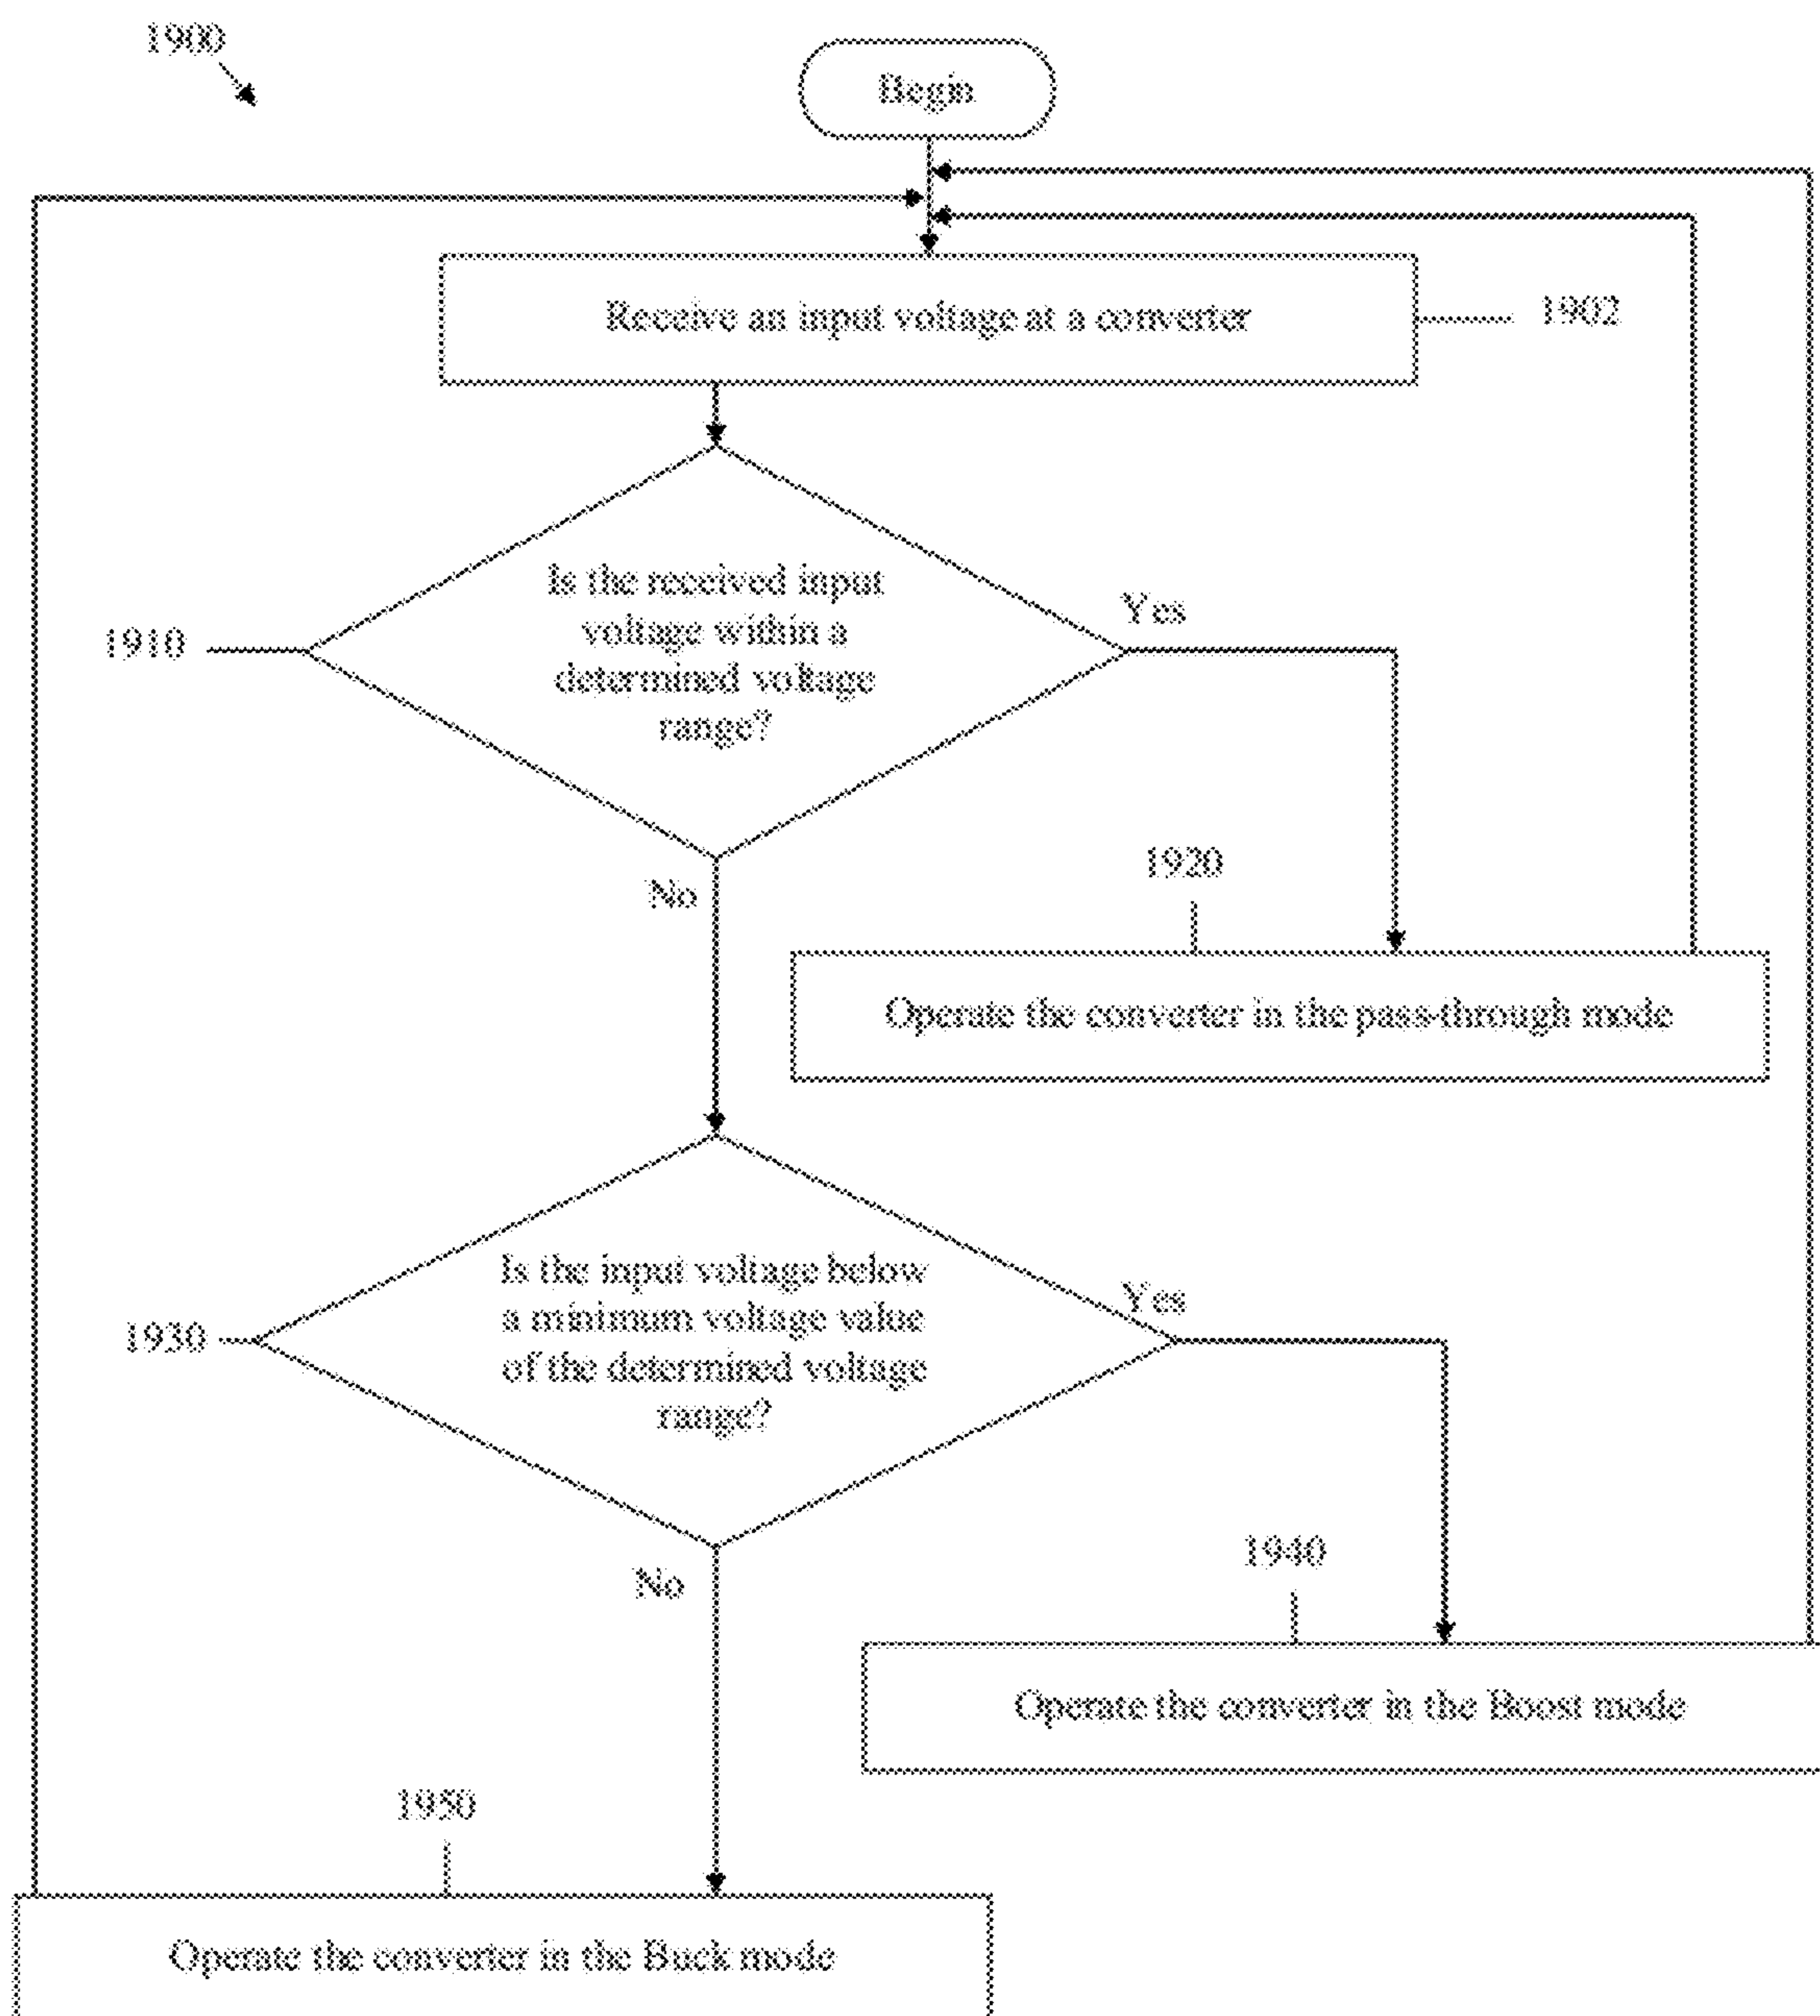 1900
Begin
Receive an input voltage at a converter
1902
Is the received input
voltage within a
determined voltage
range?
Yes
1910
1920
No
Operate the converter in the pass-through mode
Is the input voltage below
a minimum voltage value
of the determined voltage
range?
Yes
1930
1940
No
Operate the converter in the Boost mode
1950
Operate the converter in the Buck mode